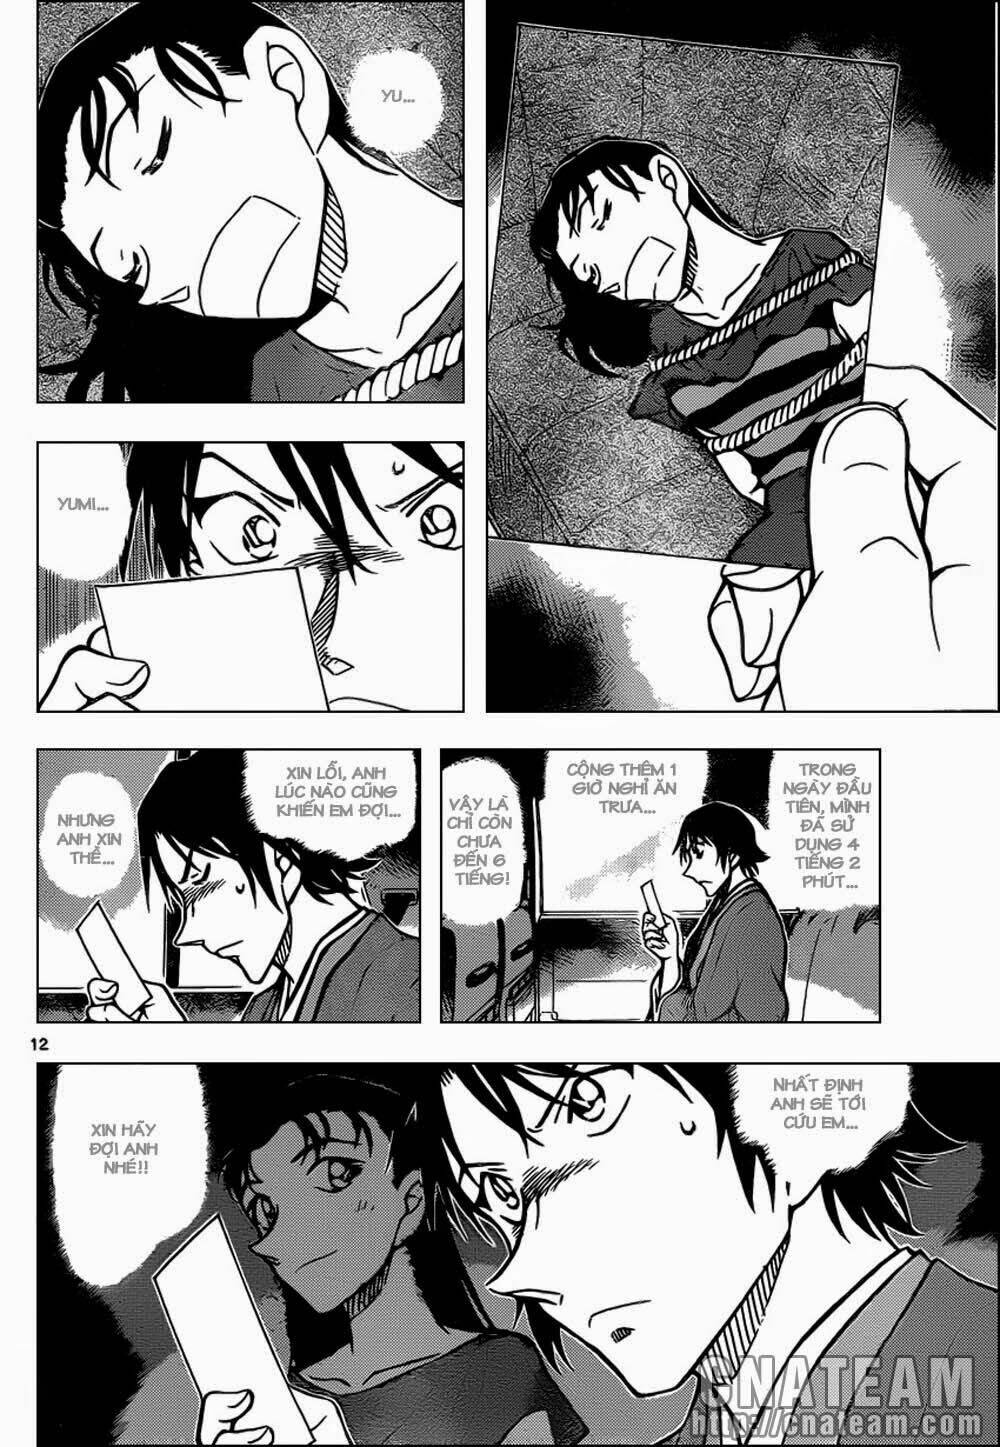 YU...
YUMI...
TRONG
NGÀY ĐẦU
TIÊN, MÌNH
ĐÃ SỬ
DỤNG 4
TIẾNG 2
PHÚT...
CỘNG THÊM 1
GIỜ NGHỈ ĂN
TRƯA...
VẬY LÀ
CHỈ CÒN
CHƯA
ĐẾN 6
TIẾNG!
XIN LỖI, ANH
LÚC NÀO CŨNG
KHIẾN EM ĐỢI...
NHƯNG
ANH XIN
THỀ...
12
NHẤT ĐỊNH
ANH SẼ TỚI
CỨU EM...
XIN HÃY
ĐỢI ANH
NHÉ!!
CNATEAM
http://cnateam.com/